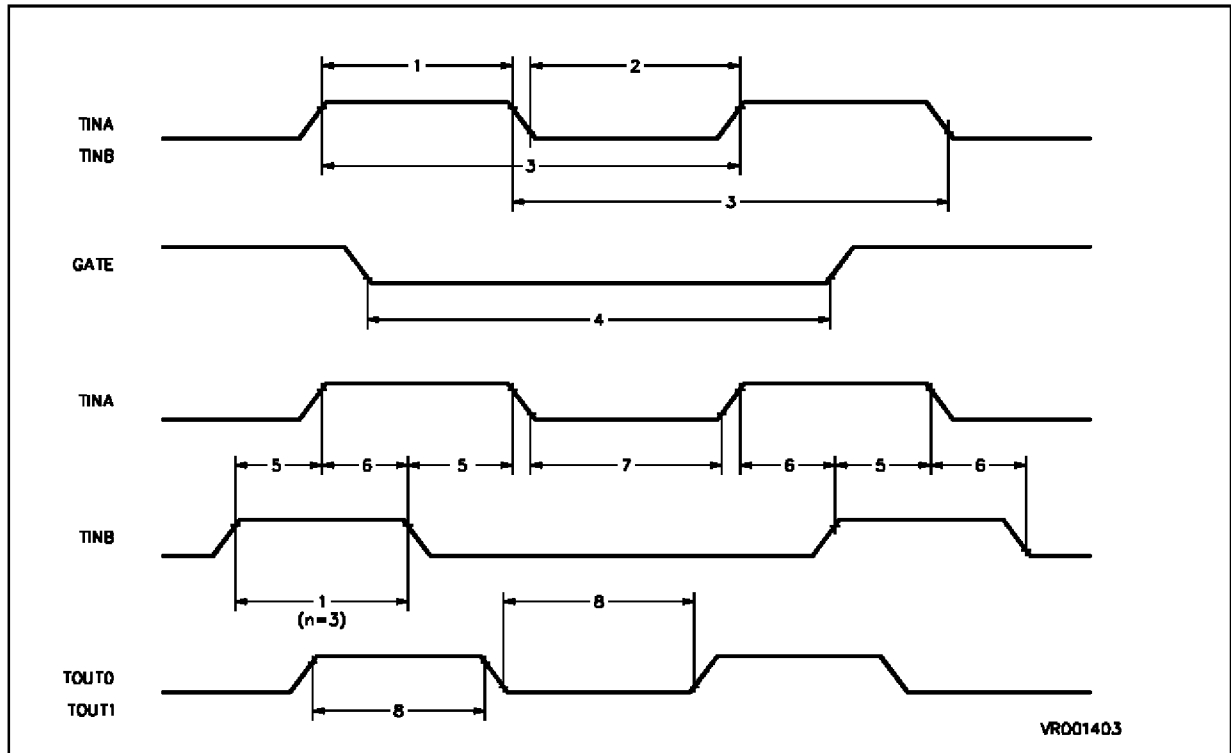 1 2
TINA
TINB
3
3
GATE
4
TINA
5 6 5 7 6 5 6
TINB
1 8
(n=3)
TOUT0
TOUT1 8
VR001403